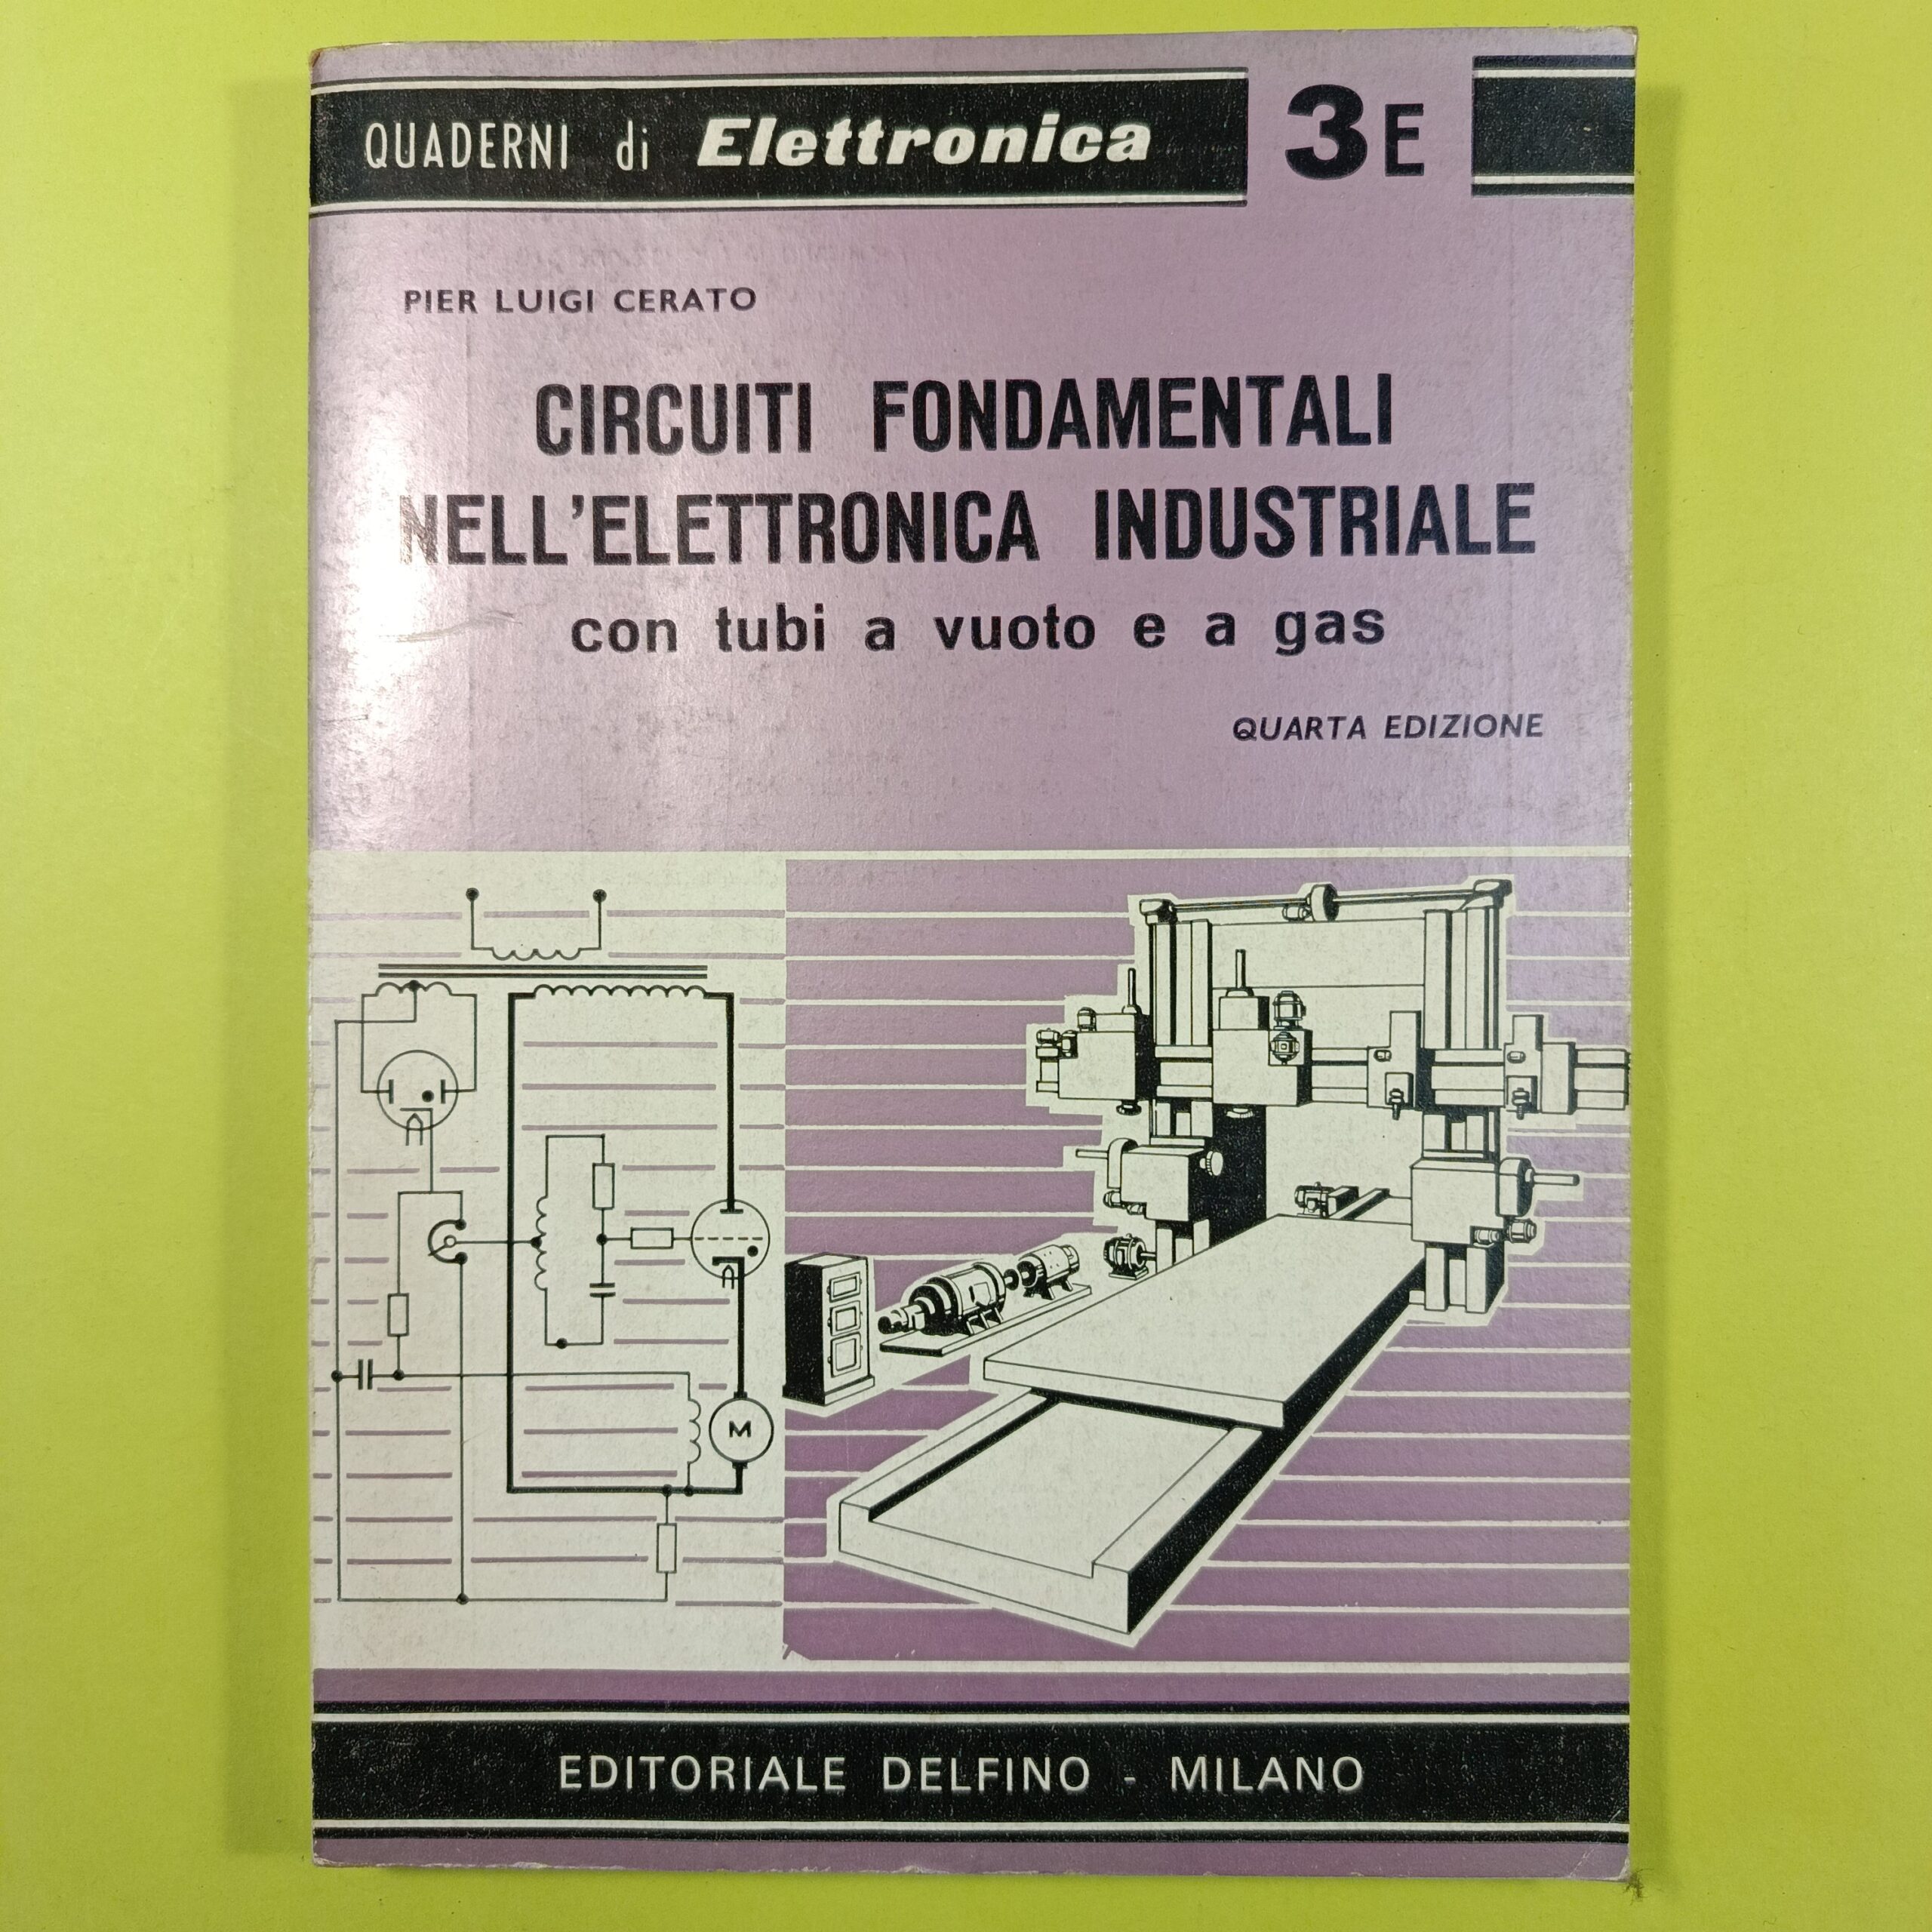 QUADERNI di Elettronica 3E
PIER LUIGI CERATO
CIRCUITI FONDAMENTALI
NELL'ELETTRONICA INDUSTRIALE
con tubi a vuoto e a gas
QUARTA EDIZIONE
M
EDITORIALE DELFINO - MILANO